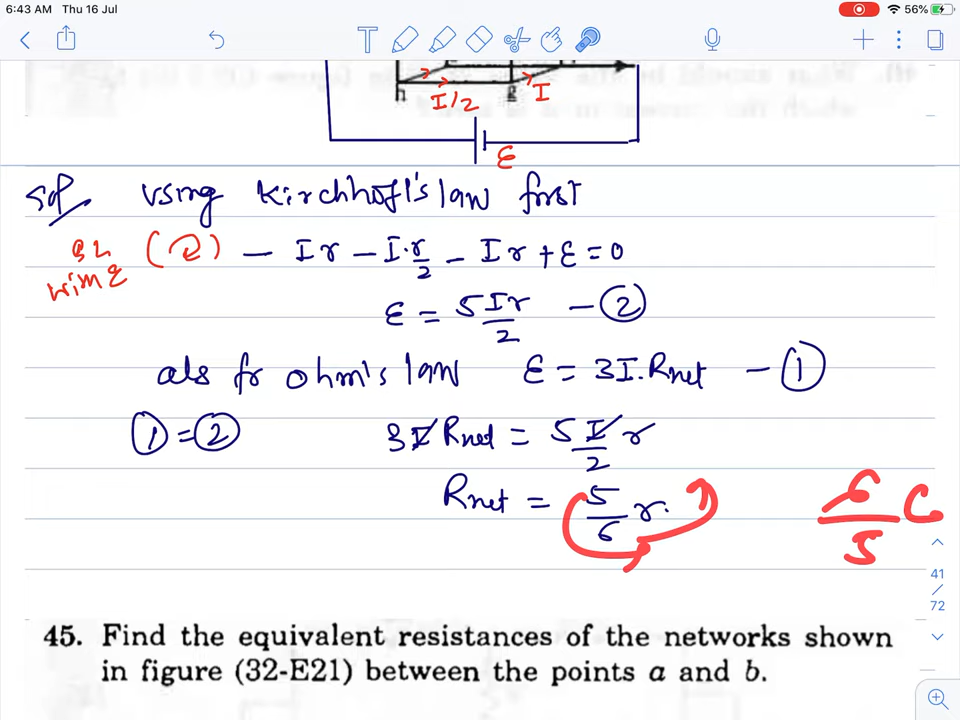 6:43 AM Thu 16 Jul
56%
h I/2 g I
ε
Sol. Using Kirchhoff's law first
(2) - Ir - I·r/2 - Ir + ε = 0
ε = 5Ir/2 - ②
als fr ohm's law ε = 3I·Rnet - ①
① = ② 3I Rnet = 5I/2 r
Rnet = 5/6 r.
6/5 C
41
/
72
45. Find the equivalent resistances of the networks shown
in figure (32-E21) between the points a and b.